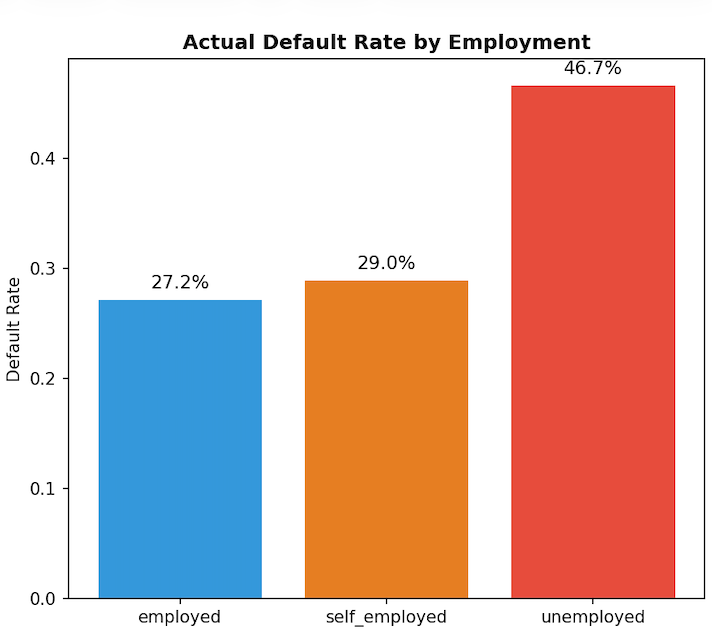 Actual Default Rate by Employment
46.7%
29.0%
27.2%
0.4
0.3
0.2
0.1
0.0
Default Rate
employed
self_employed
unemployed